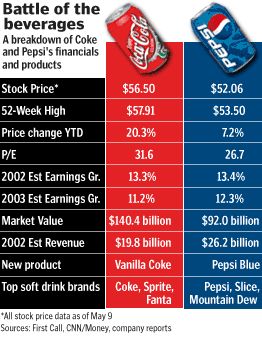 Battle of the
beverages
A breakdown of Coke
and Pepsi's financials
and products
Coca-Cola
PEPSI
Stock Price* $56.50 $52.06
52-Week High $57.91 $53.50
Price change YTD 20.3% 7.2%
P/E 31.6 26.7
2002 Est Earnings Gr. 13.3% 13.4%
2003 Est Earnings Gr. 11.2% 12.3%
Market Value $140.4 billion $92.0 billion
2002 Est Revenue $19.8 billion $26.2 billion
New product Vanilla Coke Pepsi Blue
Top soft drink brands Coke, Sprite, Pepsi, Slice,
Fanta Mountain Dew
*All stock price data as of May 9
Sources: First Call, CNN/Money, company reports